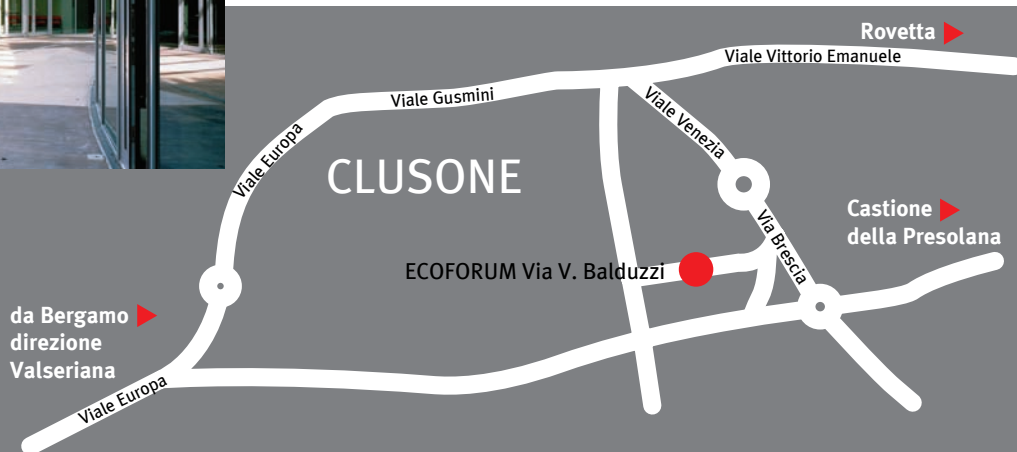 Rovetta
Viale Vittorio Emanuele
Viale Gusmini
Viale Venezia
Viale Europa
CLUSONE
Castione
della Presolana
Via Brescia
ECOFORUM Via V. Balduzzi
da Bergamo
direzione
Valseriana
Viale Europa